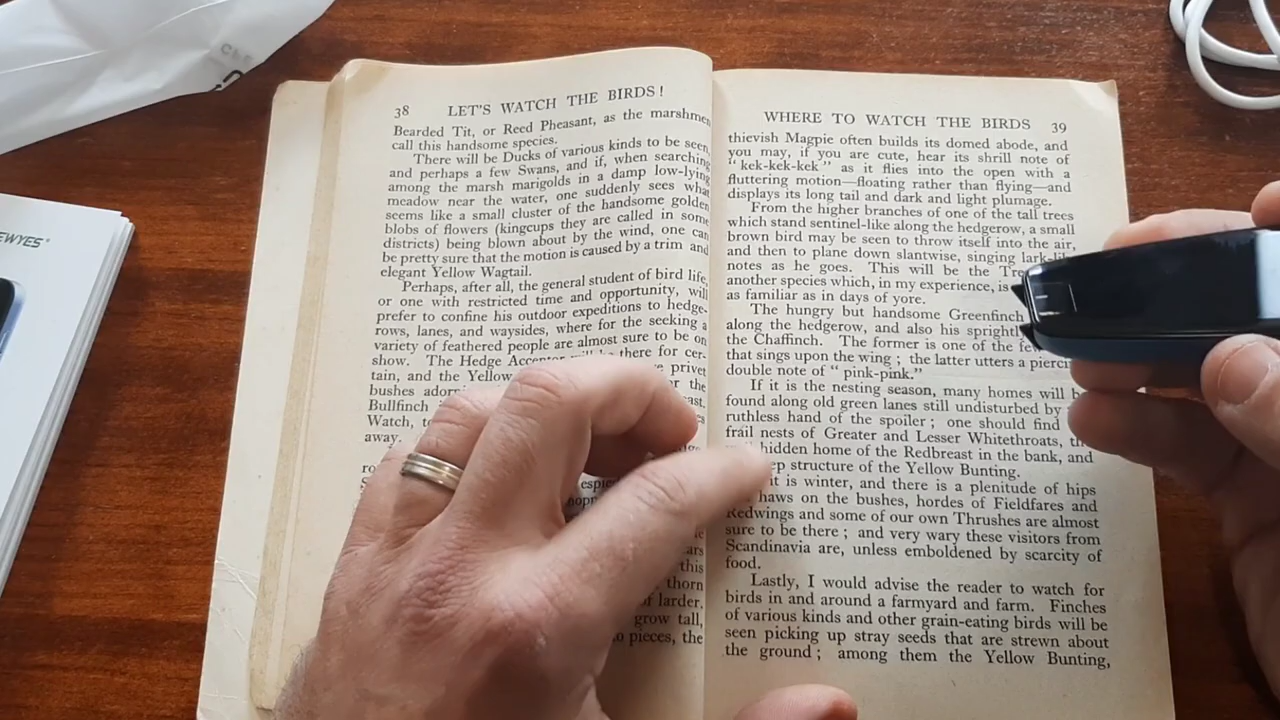 EWYES
38 LET'S WATCH THE BIRDS!
Bearded Tit, or Reed Pheasant, as the marshmen
call this handsome species.
There will be Ducks of various kinds to be seen,
and perhaps a few Swans, and if, when searching
among the marsh marigolds in a damp low-lying
meadow near the water, one suddenly sees what
seems like a small cluster of the handsome golden
blobs of flowers (kingcups they are called in some
districts) being blown about by the wind, one can
be pretty sure that the motion is caused by a trim and
elegant Yellow Wagtail.
Perhaps, after all, the general student of bird life,
or one with restricted time and opportunity, will
prefer to confine his outdoor expeditions to hedge-
rows, lanes, and waysides, where for the seeking a
variety of feathered people are almost sure to be on
show. The Hedge there for cer-
tain, and the Yellow privet
bushes the
Bullfinch
Watch,
away.
this
thorn
larder,
grow tall,
pieces, the
WHERE TO WATCH THE BIRDS 39
thievish Magpie often builds its domed abode, and
you may, if you are cute, hear its shrill note of
"kek-kek-kek" as it flies into the open with a
fluttering motion—floating rather than flying—and
displays its long tail and dark and light plumage.
From the higher branches of one of the tall trees
which stand sentinel-like along the hedgerow, a small
brown bird may be seen to throw itself into the air,
and then to plane down slantwise, singing lark-like
notes as he goes. This will be the
another species which, in my experience, is
as familiar as in days of yore.
The hungry but handsome Greenfinch
along the hedgerow, and also his
the Chaffinch. The former is one of the few
that sings upon the wing; the latter utters a
double note of "pink-pink."
If it is the nesting season, many homes will
found along old green lanes still undisturbed by
ruthless hand of the spoiler; one should find
frail nests of Greater and Lesser Whitethroats,
hidden home of the Redbreast in the bank, and
structure of the Yellow Bunting.
it is winter, and there is a plenitude of hips
haws on the bushes, hordes of Fieldfares and
Redwings and some of our own Thrushes are almost
sure to be there; and very wary these visitors from
Scandinavia are, unless emboldened by scarcity of
food.
Lastly, I would advise the reader to watch for
birds in and around a farmyard and farm. Finches
of various kinds and other grain-eating birds will be
seen picking up stray seeds that are strewn about
the ground; among them the Yellow Bunting,